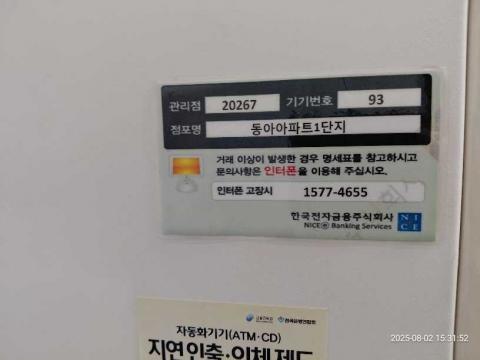 관리점 20267 기기번호 93
점포명 동아아파트1단지
거래 이상이 발생한 경우 명세표를 참고하시고
문의사항은 인터폰을 이용해 주십시오.
인터폰 고장시 1577-4655
한국전자금융주식회사 NICE
NICE Banking Services
자동화기기(ATM·CD)
지연인출·이체제도
2025-08-02 15:31:52